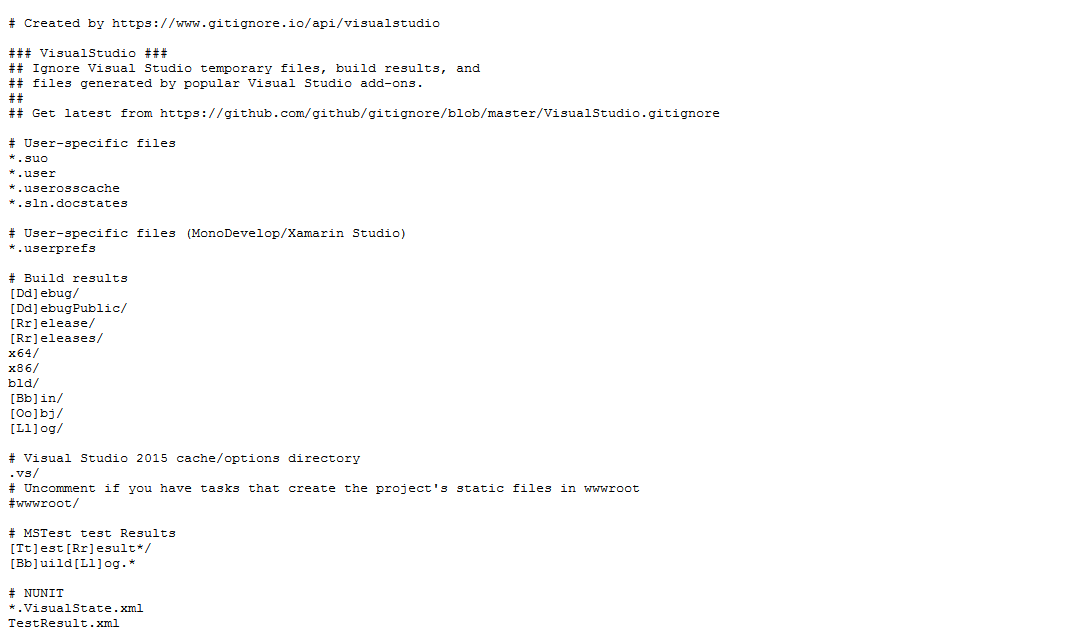 # Created by https://www.gitignore.io/api/visualstudio
### VisualStudio ###
## Ignore Visual Studio temporary files, build results, and
## files generated by popular Visual Studio add-ons.
##
## Get latest from https://github.com/github/gitignore/blob/master/VisualStudio.gitignore
# User-specific files
*.suo
*.user
*.userosscache
*.sln.docstates
# User-specific files (MonoDevelop/Xamarin Studio)
*.userprefs
# Build results
[Dd]ebug/
[Dd]ebugPublic/
[Rr]elease/
[Rr]eleases/
x64/
x86/
bld/
[Bb]in/
[Oo]bj/
[Ll]og/
# Visual Studio 2015 cache/options directory
.vs/
# Uncomment if you have tasks that create the project's static files in wwwroot
#wwwroot/
# MSTest test Results
[Tt]est[Rr]esult*/
[Bb]uild[Ll]og.*
# NUNIT
*.VisualState.xml
TestResult.xml